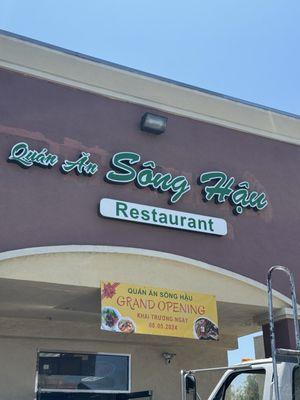 Quán Ăn Sông Hậu
Restaurant
QUÁN ĂN SÔNG HẬU
GRAND OPENING
KHAI TRƯƠNG NGÀY
08.05.2024